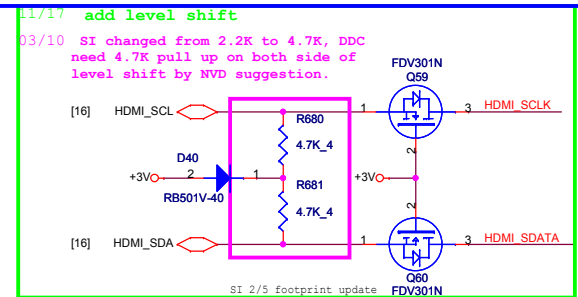 11/17 add level shift
03/10 SI changed from 2.2K to 4.7K, DDC
need 4.7K pull up on both side of
level shift by NVD suggestion.
FDV301N
Q59
[16] HDMI_SCL
R680
4.7K_4
1
3
HDMI_SCLK
2
D40
+3V
2
1
RB501V-40
R681
4.7K_4
+3V
2
[16] HDMI_SDA
1
3
HDMI_SDATA
Q60
FDV301N
SI 2/5 footprint update